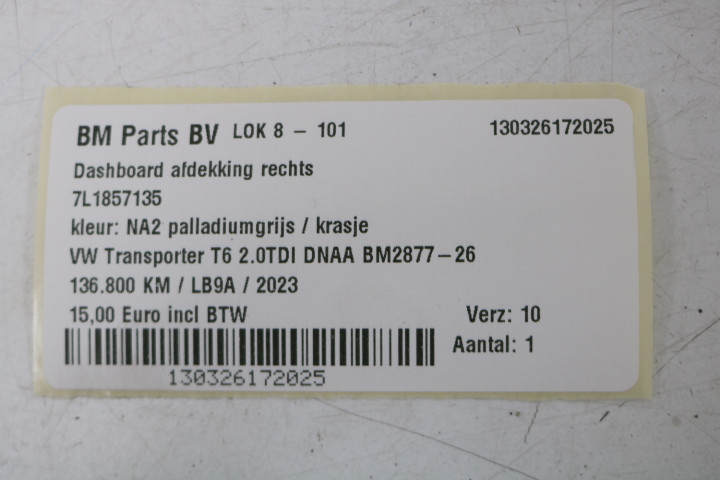 BM Parts BV LOK 8 - 101 130326172025
Dashboard afdekking rechts
7L1857135
kleur: NA2 palladiumgrijs / krasje
VW Transporter T6 2.0TDI DNAA BM2877-26
136.800 KM / LB9A / 2023
15,00 Euro incl BTW Verz: 10
Aantal: 1
130326172025